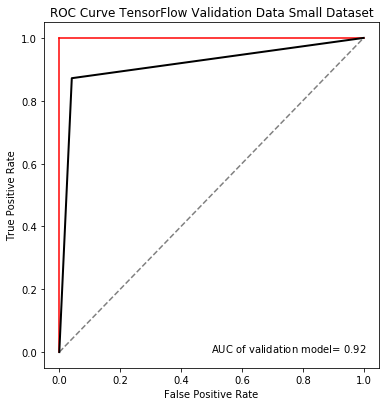 ROC Curve TensorFlow Validation Data Small Dataset
1.0
0.8
0.6
0.4
0.2
0.0
True Positive Rate
AUC of validation model= 0.92
0.0 0.2 0.4 0.6 0.8 1.0
False Positive Rate